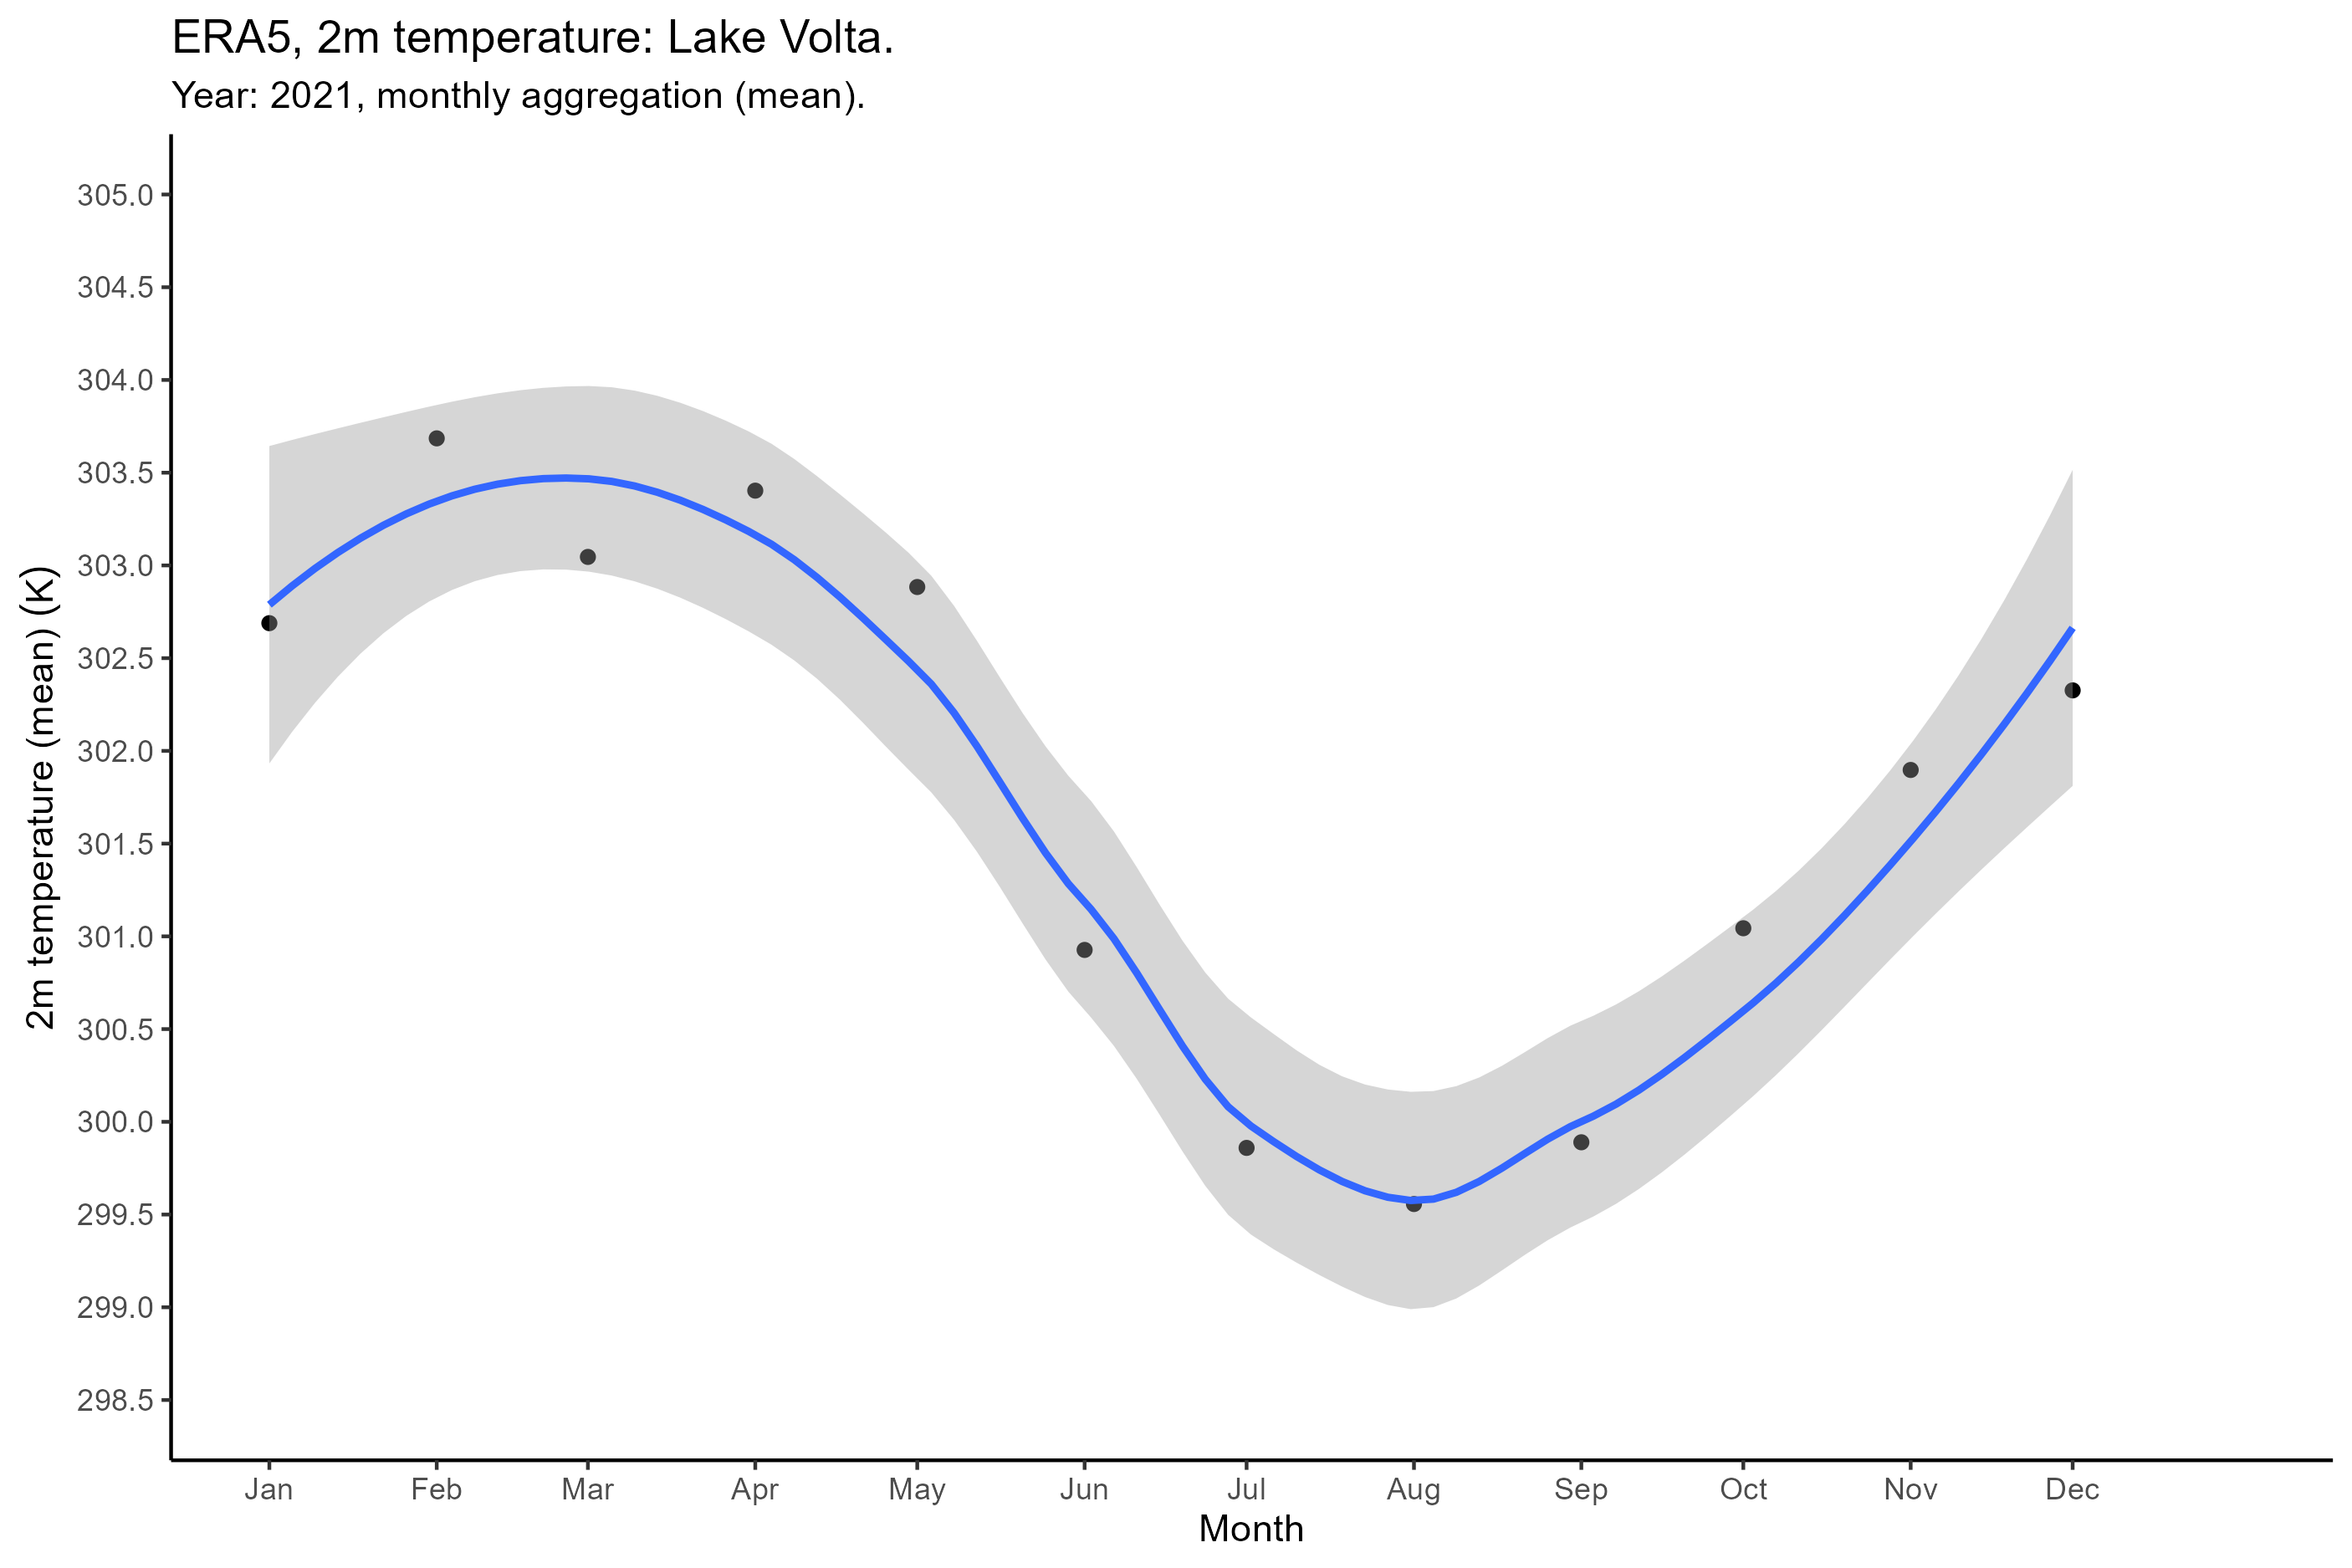 ERA5, 2m temperature: Lake Volta.
Year: 2021, monthly aggregation (mean).
2m temperature (mean) (K)
305.0
304.5
304.0
303.5
303.0
302.5
302.0
301.5
301.0
300.5
300.0
299.5
299.0
298.5
Jan Feb Mar Apr May Jun Jul Aug Sep Oct Nov Dec
Month